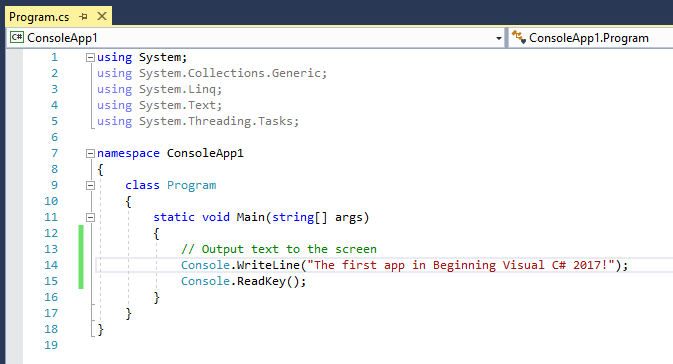 Program.cs
C# ConsoleApp1 ConsoleApp1.Program
1 using System;
2 using System.Collections.Generic;
3 using System.Linq;
4 using System.Text;
5 using System.Threading.Tasks;
6
7 namespace ConsoleApp1
8 {
9 class Program
10 {
11 static void Main(string[] args)
12 {
13 // Output text to the screen
14 Console.WriteLine("The first app in Beginning Visual C# 2017!");
15 Console.ReadKey();
16 }
17 }
18 }
19